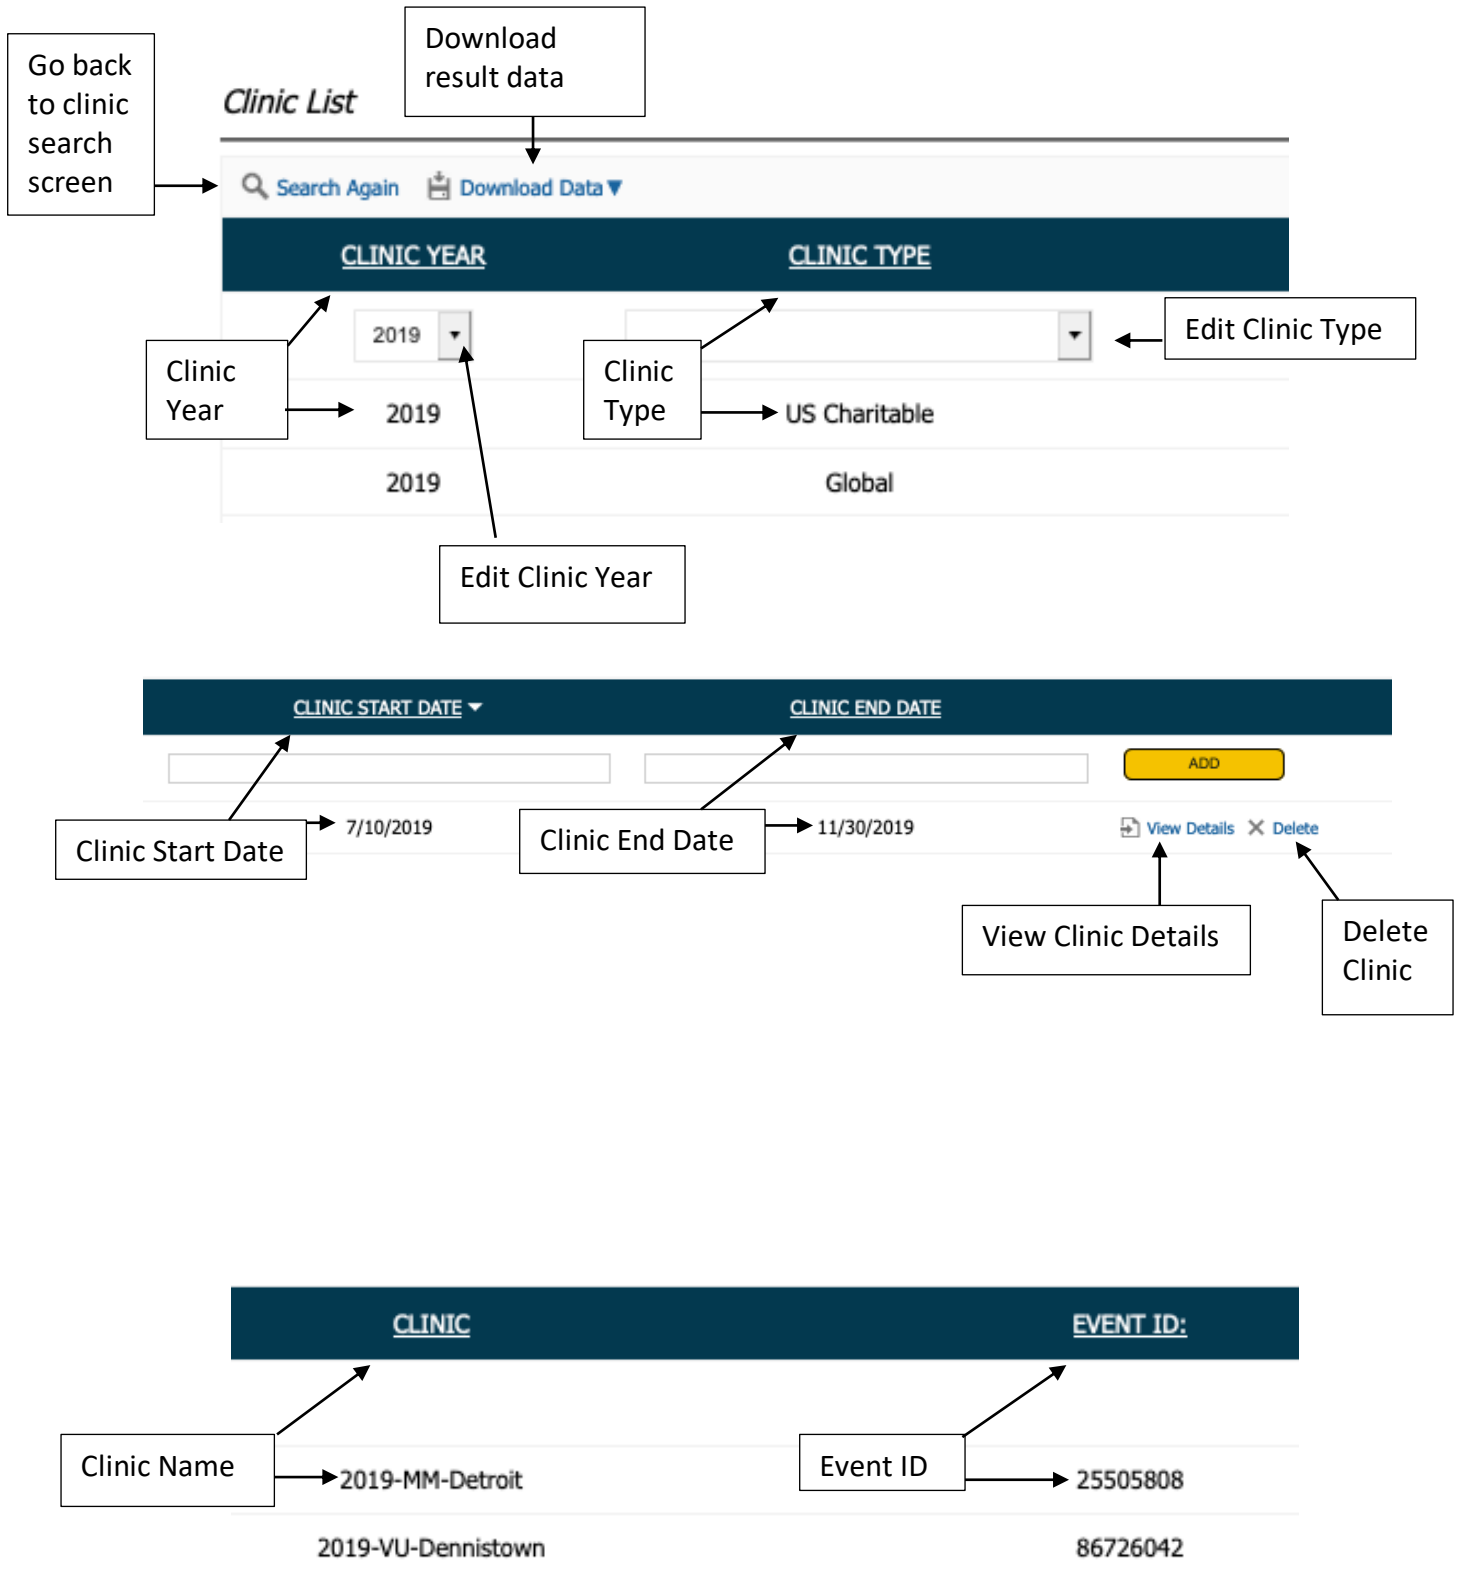 Download
result data
Go back
to clinic
search
screen
Clinic List
Search Again Download Data▼
CLINIC YEAR CLINIC TYPE
2019
Edit Clinic Type
Clinic
Year
Clinic
Type
2019 US Charitable
2019 Global
Edit Clinic Year
CLINIC START DATE CLINIC END DATE
ADD
7/10/2019 11/30/2019 View Details Delete
Clinic Start Date
Clinic End Date
View Clinic Details
Delete
Clinic
CLINIC EVENT ID:
Clinic Name
Event ID
2019-MM-Detroit 25505808
2019-VU-Dennistown 86726042